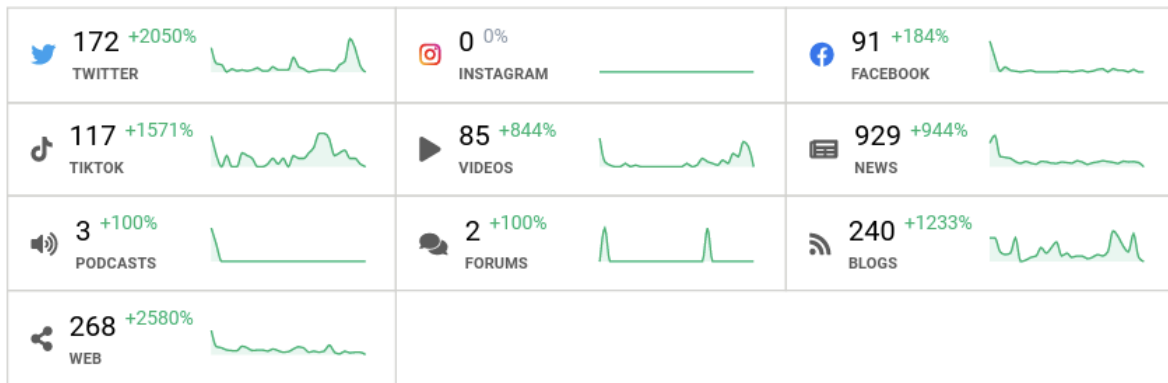 172 +2050%
TWITTER
0 0%
INSTAGRAM
91 +184%
FACEBOOK
117 +1571%
TIKTOK
85 +844%
VIDEOS
929 +944%
NEWS
3 +100%
PODCASTS
2 +100%
FORUMS
240 +1233%
BLOGS
268 +2580%
WEB